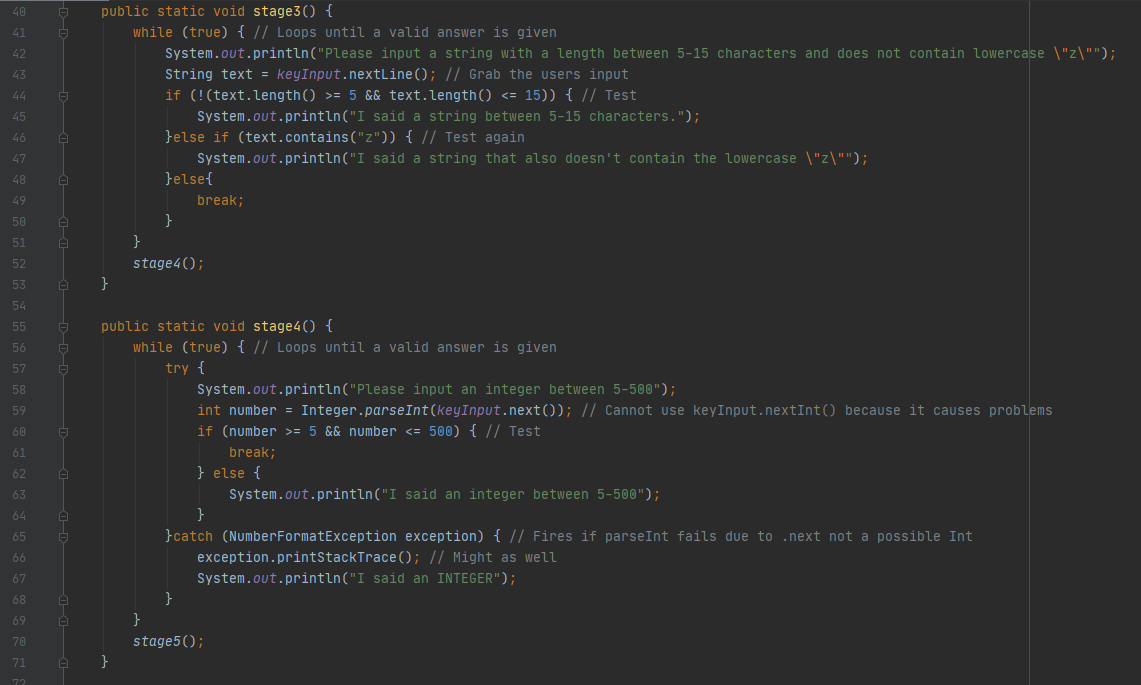 40 public static void stage3() {
41 while (true) { // Loops until a valid answer is given
42 System.out.println("Please input a string with a length between 5-15 characters and does not contain lowercase \"z\"");
43 String text = keyInput.nextLine(); // Grab the users input
44 if (!(text.length() >= 5 && text.length() <= 15)) { // Test
45 System.out.println("I said a string between 5-15 characters.");
46 }else if (text.contains("z")) { // Test again
47 System.out.println("I said a string that also doesn't contain the lowercase \"z\"");
48 }else{
49 break;
50 }
51 }
52 stage4();
53 }
54
55 public static void stage4() {
56 while (true) { // Loops until a valid answer is given
57 try {
58 System.out.println("Please input an integer between 5-500");
59 int number = Integer.parseInt(keyInput.next()); // Cannot use keyInput.nextInt() because it causes problems
60 if (number >= 5 && number <= 500) { // Test
61 break;
62 } else {
63 System.out.println("I said an integer between 5-500");
64 }
65 }catch (NumberFormatException exception) { // Fires if parseInt fails due to .next not a possible Int
66 exception.printStackTrace(); // Might as well
67 System.out.println("I said an INTEGER");
68 }
69 }
70 stage5();
71 }
72